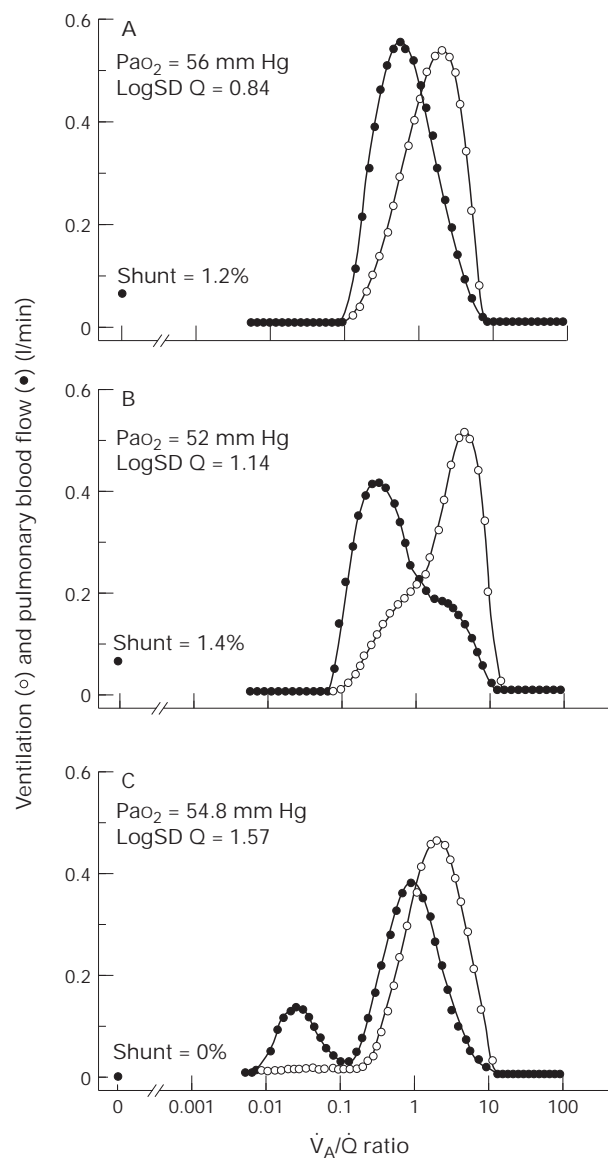 A
PaO₂ = 56 mm Hg
LogSD Q = 0.84
0.6
0.4
0.2
0
Shunt = 1.2%
B
PaO₂ = 52 mm Hg
LogSD Q = 1.14
0.6
0.4
0.2
0
Shunt = 1.4%
C
PaO₂ = 54.8 mm Hg
LogSD Q = 1.57
0.6
0.4
0.2
0
Shunt = 0%
0 0.001 0.01 0.1 1 10 100
V̇A/Q̇ ratio
Ventilation (○) and pulmonary blood flow (●) (l/min)